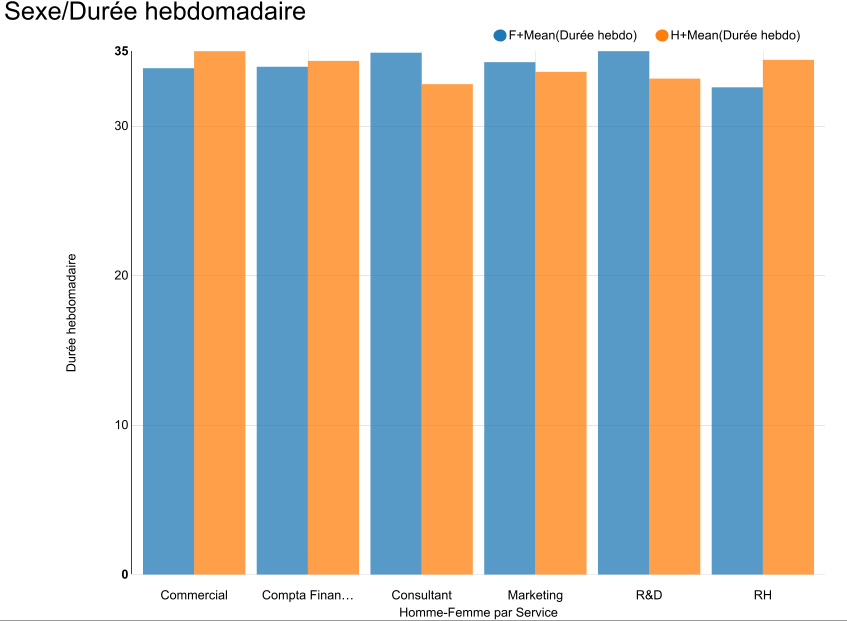 Sexe/Durée hebdomadaire
F+Mean(Durée hebdo) H+Mean(Durée hebdo)
35
30
20
10
0
Durée hebdomadaire
Commercial Compta Finan… Consultant Marketing R&D RH
Homme-Femme par Service